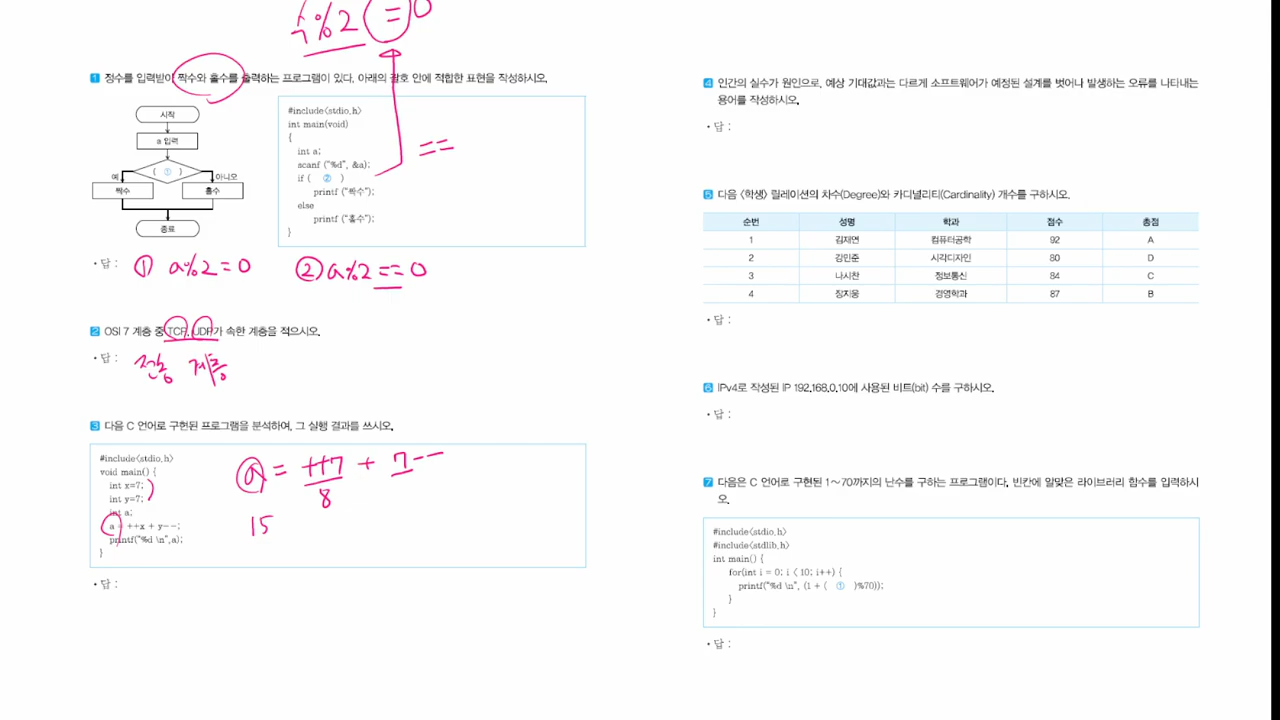 %2 = 0
1 정수를 입력받아 짝수와 홀수를 출력하는 프로그램이 있다. 아래의 괄호 안에 적합한 표현을 작성하시오.
시작
a 입력
( ① )
예
아니오
짝수
홀수
종료
#include<stdio.h>
int main(void)
{
int a;
scanf ("%d", &a);
if ( ② )
printf ("짝수");
else
printf ("홀수");
}
==
• 답 : ① a%2=0 ② a%2==0
2 OSI 7 계층 중 TCP, UDP가 속한 계층을 적으시오.
• 답 : 전송 계층
3 다음 C 언어로 구현된 프로그램을 분석하여, 그 실행 결과를 쓰시오.
#include<stdio.h>
void main() {
int x=7;
int y=7;
int a;
a = ++x + y--;
printf("%d \n",a);
}
a = ++7 + 7--
8
15
• 답 :
4 인간의 실수가 원인으로, 예상 기대값과는 다르게 소프트웨어가 예정된 설계를 벗어나 발생하는 오류를 나타내는
용어를 작성하시오.
• 답 :
5 다음 〈학생〉 릴레이션의 차수(Degree)와 카디널리티(Cardinality) 개수를 구하시오.
순번 성명 학과 점수 총점
1 김재연 컴퓨터공학 92 A
2 강민준 시각디자인 80 D
3 나시찬 정보통신 84 C
4 장지웅 경영학과 87 B
• 답 :
6 IPv4로 작성된 IP 192.168.0.10에 사용된 비트(bit) 수를 구하시오.
• 답 :
7 다음은 C 언어로 구현된 1~70까지의 난수를 구하는 프로그램이다. 빈칸에 알맞은 라이브러리 함수를 입력하시
오.
#include<stdio.h>
#include<stdlib.h>
int main() {
for(int i = 0; i < 10; i++) {
printf("%d \n", (1 + ( ① )%70));
}
}
• 답 :